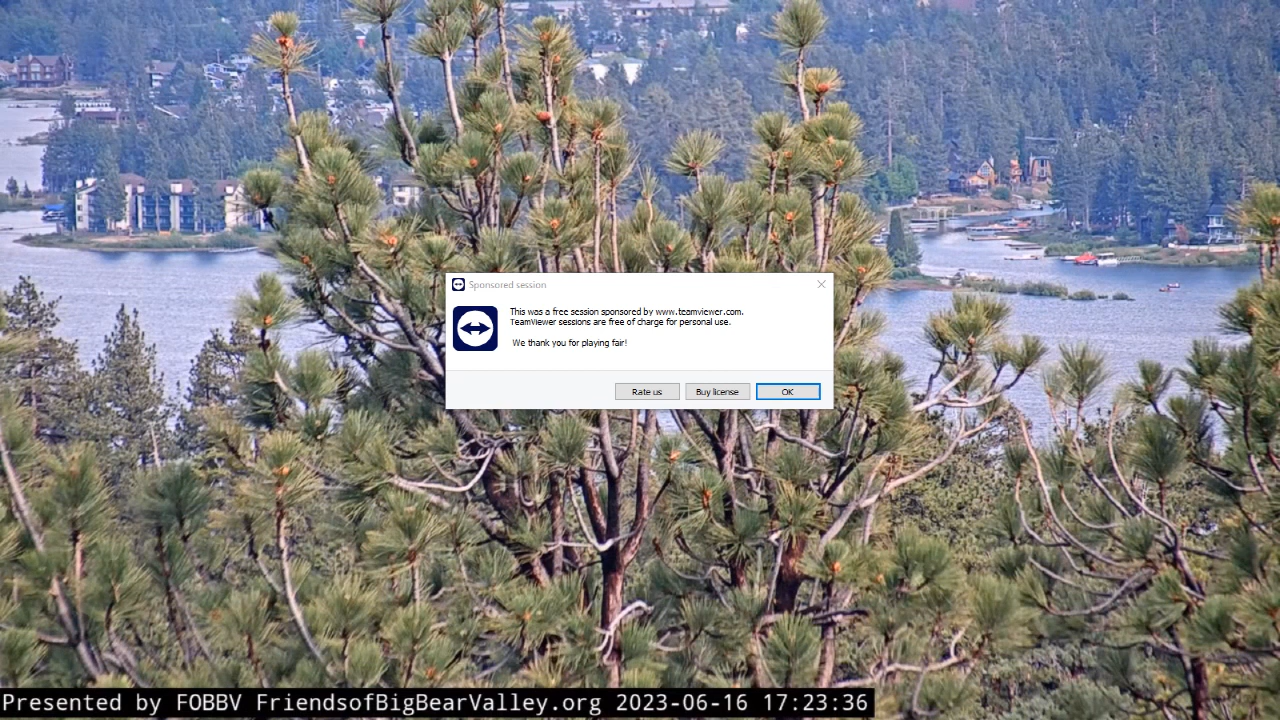 Sponsored session
This was a free session sponsored by www.teamviewer.com.
TeamViewer sessions are free of charge for personal use.
We thank you for playing fair!
Rate us
Buy license
OK
Presented by FOBBV FriendsofBigBearValley.org 2023-06-16 17:23:36